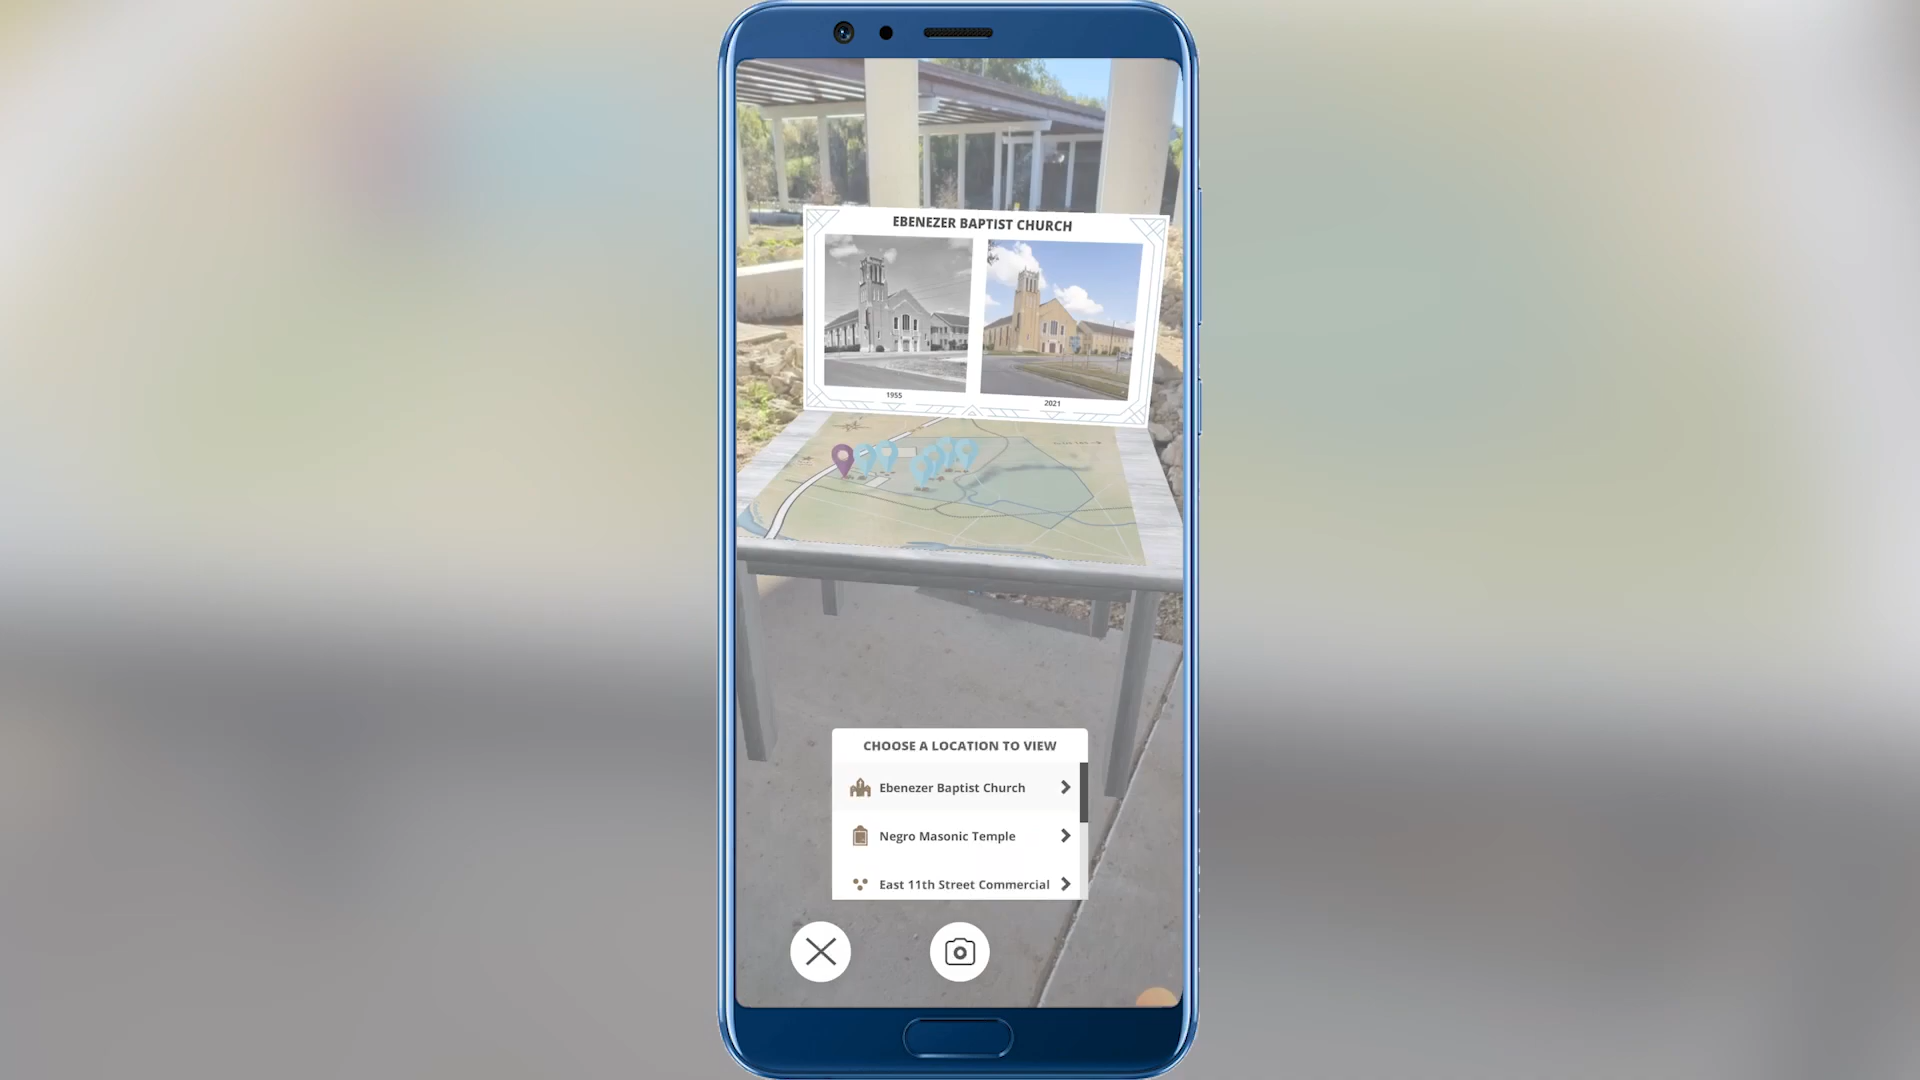 EBENEZER BAPTIST CHURCH
1955
2021
CHOOSE A LOCATION TO VIEW
Ebenezer Baptist Church
Negro Masonic Temple
East 11th Street Commercial